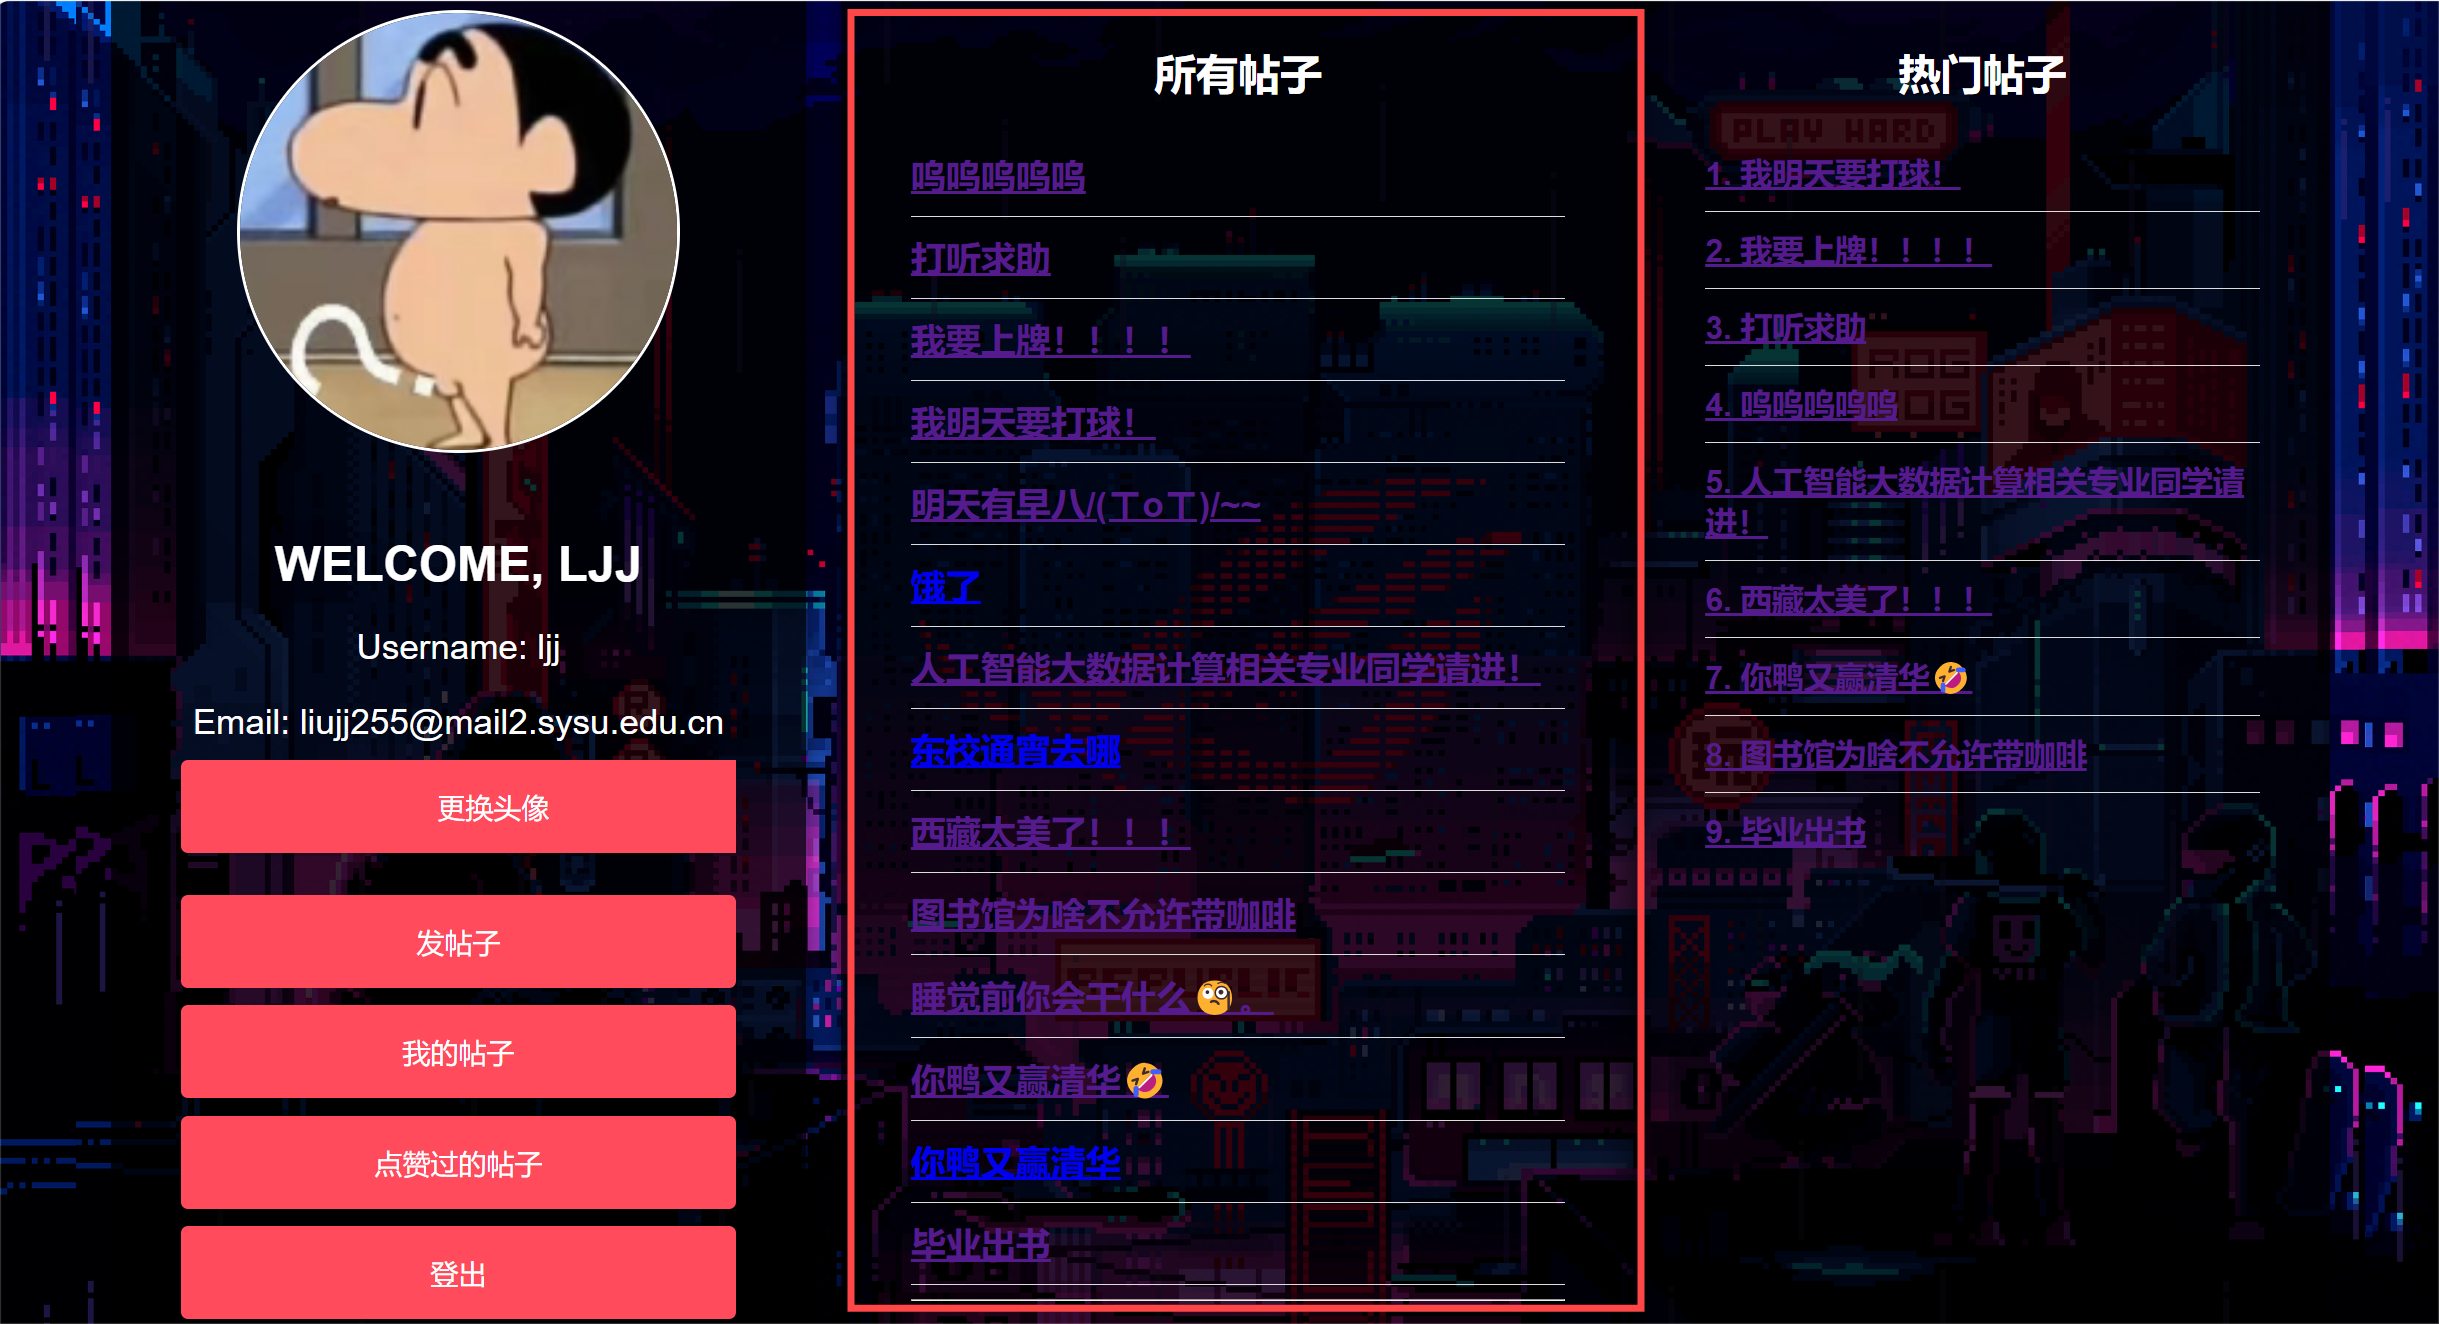 WELCOME, LJJ
Username: ljj
Email: liujj255@mail2.sysu.edu.cn
更换头像
发帖子
我的帖子
点赞过的帖子
登出
所有帖子
呜呜呜呜呜
打听求助
我要上牌！！！！
我明天要打球！
明天有早八/(ㄒoㄒ)/~~
饿了
人工智能大数据计算相关专业同学请进！
东校通宵去哪
西藏太美了！！！
图书馆为啥不允许带咖啡
睡觉前你会干什么🧐。
你鸭又赢清华🤣
你鸭又赢清华
毕业出书
热门帖子
PLAY HARD
1. 我明天要打球！
2. 我要上牌！！！！
3. 打听求助
4. 呜呜呜呜呜
5. 人工智能大数据计算相关专业同学请
进！
6. 西藏太美了！！！
7. 你鸭又赢清华🤣
8. 图书馆为啥不允许带咖啡
9. 毕业出书